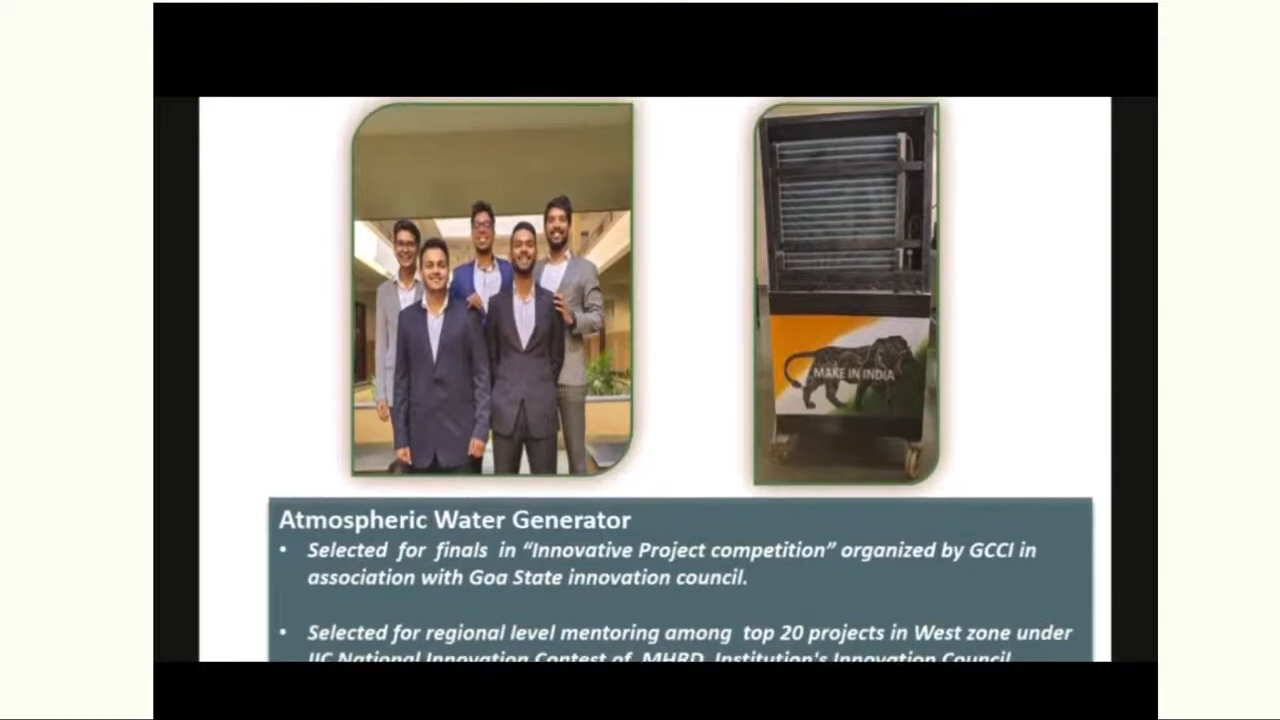 MAKE IN INDIA
Atmospheric Water Generator
• Selected for finals in “Innovative Project competition” organized by GCCI in
association with Goa State innovation council.
• Selected for regional level mentoring among top 20 projects in West zone under
IIC National Innovation Contest of MHRD Institution's Innovation Council